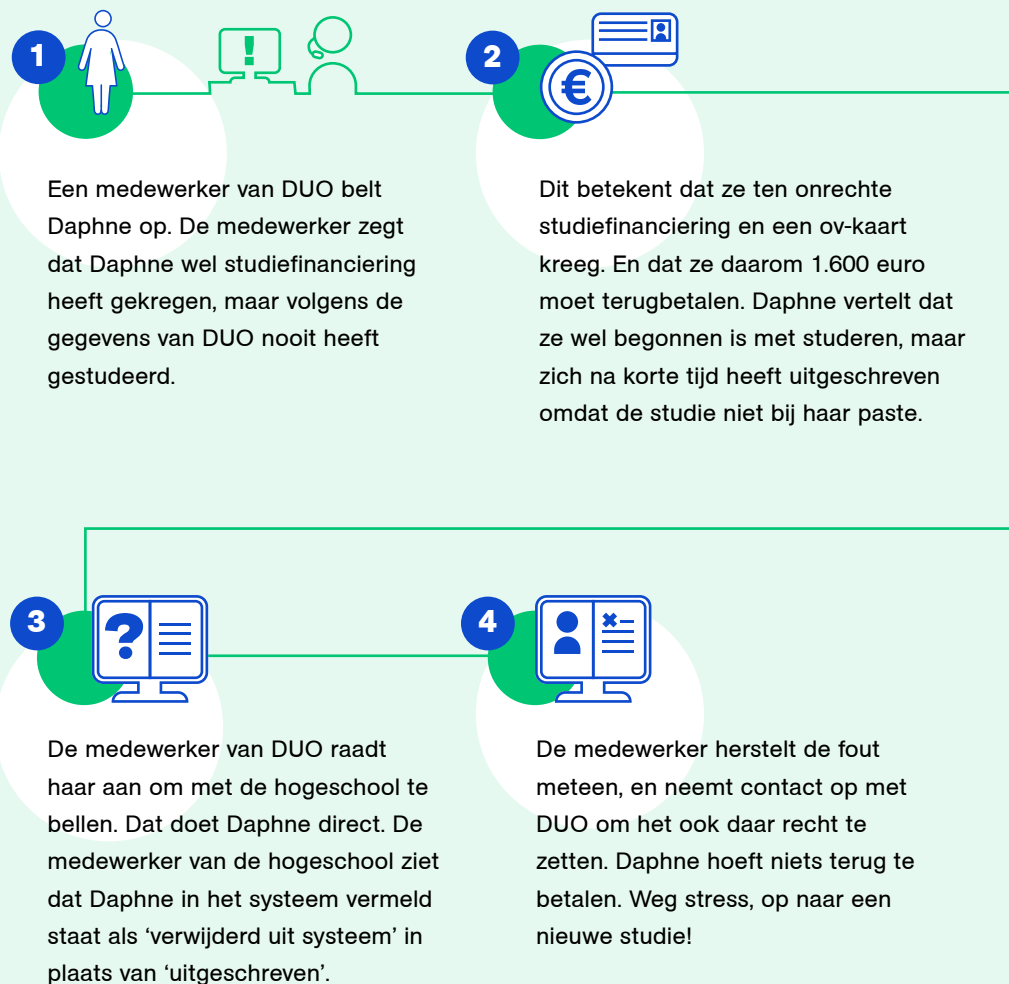 1
Een medewerker van DUO belt
Daphne op. De medewerker zegt
dat Daphne wel studiefinanciering
heeft gekregen, maar volgens de
gegevens van DUO nooit heeft
gestudeerd.
2
Dit betekent dat ze ten onrechte
studiefinanciering en een ov-kaart
kreeg. En dat ze daarom 1.600 euro
moet terugbetalen. Daphne vertelt dat
ze wel begonnen is met studeren, maar
zich na korte tijd heeft uitgeschreven
omdat de studie niet bij haar paste.
3
De medewerker van DUO raadt
haar aan om met de hogeschool te
bellen. Dat doet Daphne direct. De
medewerker van de hogeschool ziet
dat Daphne in het systeem vermeld
staat als ‘verwijderd uit systeem’ in
plaats van ‘uitgeschreven’.
4
De medewerker herstelt de fout
meteen, en neemt contact op met
DUO om het ook daar recht te
zetten. Daphne hoeft niets terug te
betalen. Weg stress, op naar een
nieuwe studie!